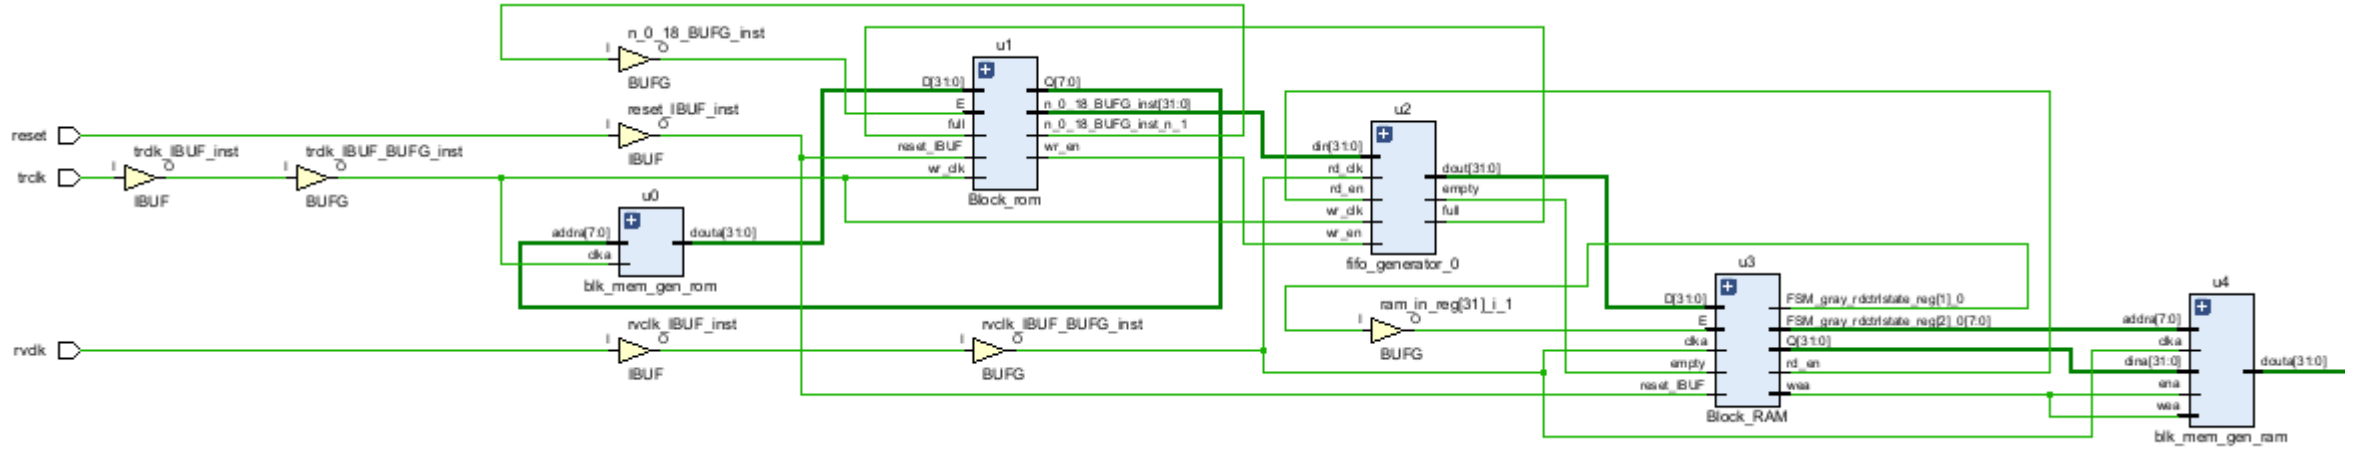 n_0_18_BUFG_inst
I
O
BUFG
reset
reset_IBUF_inst
I
O
IBUF
trclk
trclk_IBUF_inst
I
O
IBUF
trclk_IBUF_BUFG_inst
I
O
BUFG
u0
addra[7:0]
clka
douta[31:0]
blk_mem_gen_rom
rvclk
rvclk_IBUF_inst
I
O
IBUF
rvclk_IBUF_BUFG_inst
I
O
BUFG
u1
D[31:0]
E
full
reset_IBUF
wr_clk
Q[7:0]
n_0_18_BUFG_inst[31:0]
n_0_18_BUFG_inst_n_1
wr_en
Block_rom
u2
din[31:0]
rd_clk
rd_en
wr_clk
wr_en
dout[31:0]
empty
full
fifo_generator_0
ram_in_reg[31]_i_1
I
O
BUFG
u3
D[31:0]
E
clka
empty
reset_IBUF
FSM_gray_rdctrlstate_reg[1]_0
FSM_gray_rdctrlstate_reg[2]_0[7:0]
Q[31:0]
rd_en
wea
Block_RAM
u4
addra[7:0]
clka
dina[31:0]
ena
wea
douta[31:0]
blk_mem_gen_ram